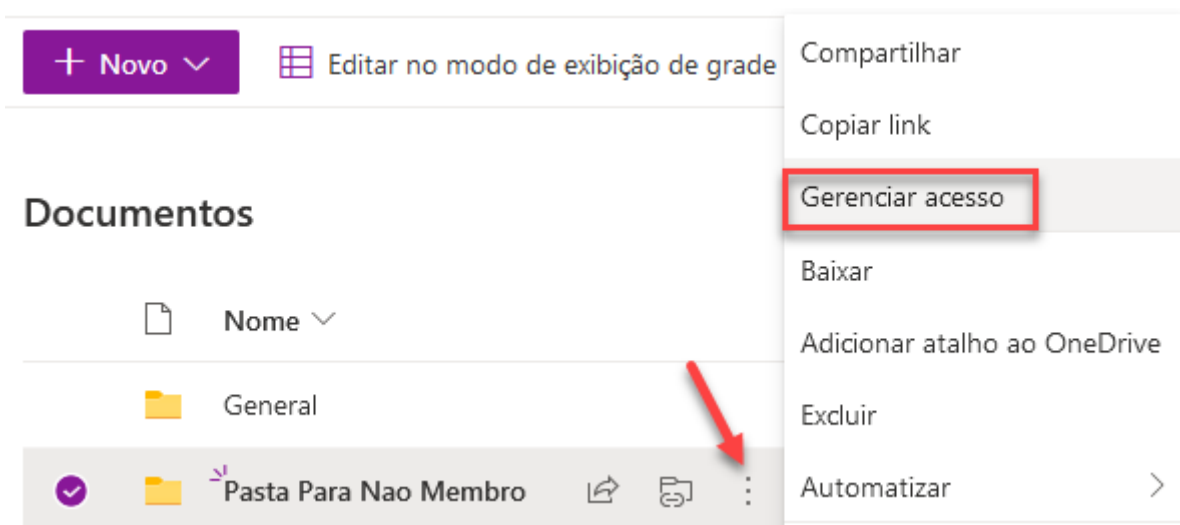 Novo
Editar no modo de exibição de grade
Documentos
Nome
General
Pasta Para Nao Membro
Compartilhar
Copiar link
Gerenciar acesso
Baixar
Adicionar atalho ao OneDrive
Excluir
Automatizar